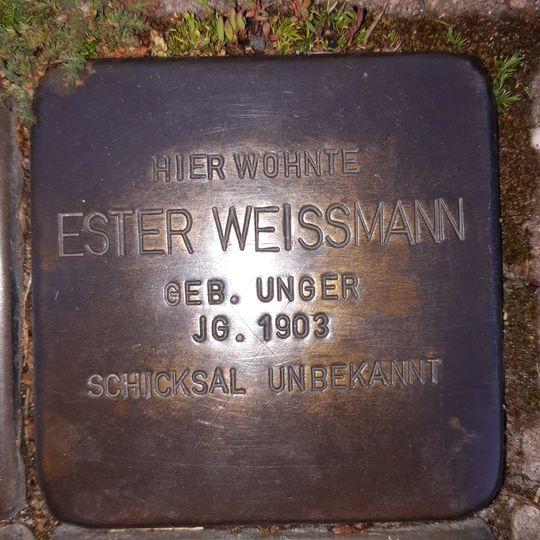 HIER WOHNTE
ESTER WEISSMANN
GEB. UNGER
JG. 1903
SCHICKSAL UNBEKANNT